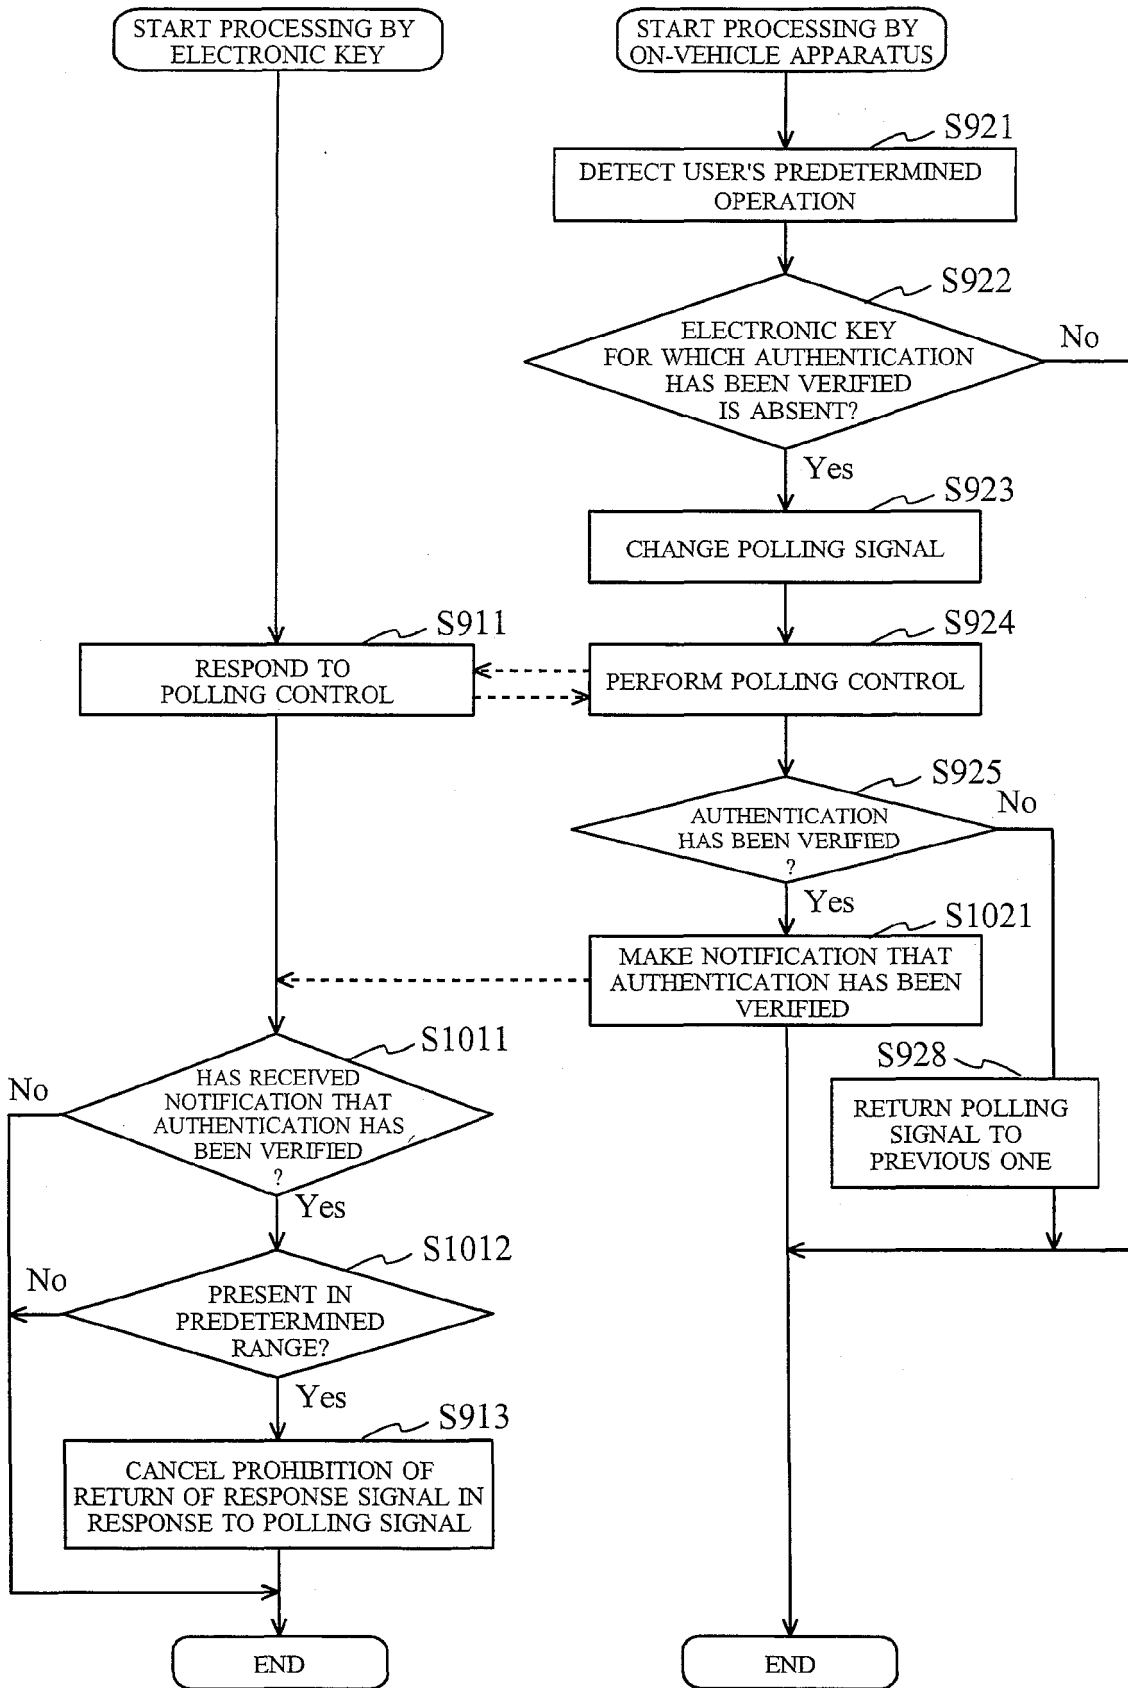 START PROCESSING BY
ELECTRONIC KEY
START PROCESSING BY
ON-VEHICLE APPARATUS
S921
DETECT USER'S PREDETERMINED
OPERATION
S922
ELECTRONIC KEY
FOR WHICH AUTHENTICATION
HAS BEEN VERIFIED
IS ABSENT?
No
Yes
S923
CHANGE POLLING SIGNAL
S911
RESPOND TO
POLLING CONTROL
S924
PERFORM POLLING CONTROL
S925
AUTHENTICATION
HAS BEEN VERIFIED
?
No
Yes
S1021
MAKE NOTIFICATION THAT
AUTHENTICATION HAS BEEN
VERIFIED
S928
RETURN POLLING
SIGNAL TO
PREVIOUS ONE
S1011
HAS RECEIVED
NOTIFICATION THAT
AUTHENTICATION HAS
BEEN VERIFIED
?
No
Yes
S1012
PRESENT IN
PREDETERMINED
RANGE?
No
Yes
S913
CANCEL PROHIBITION OF
RETURN OF RESPONSE SIGNAL IN
RESPONSE TO POLLING SIGNAL
END
END